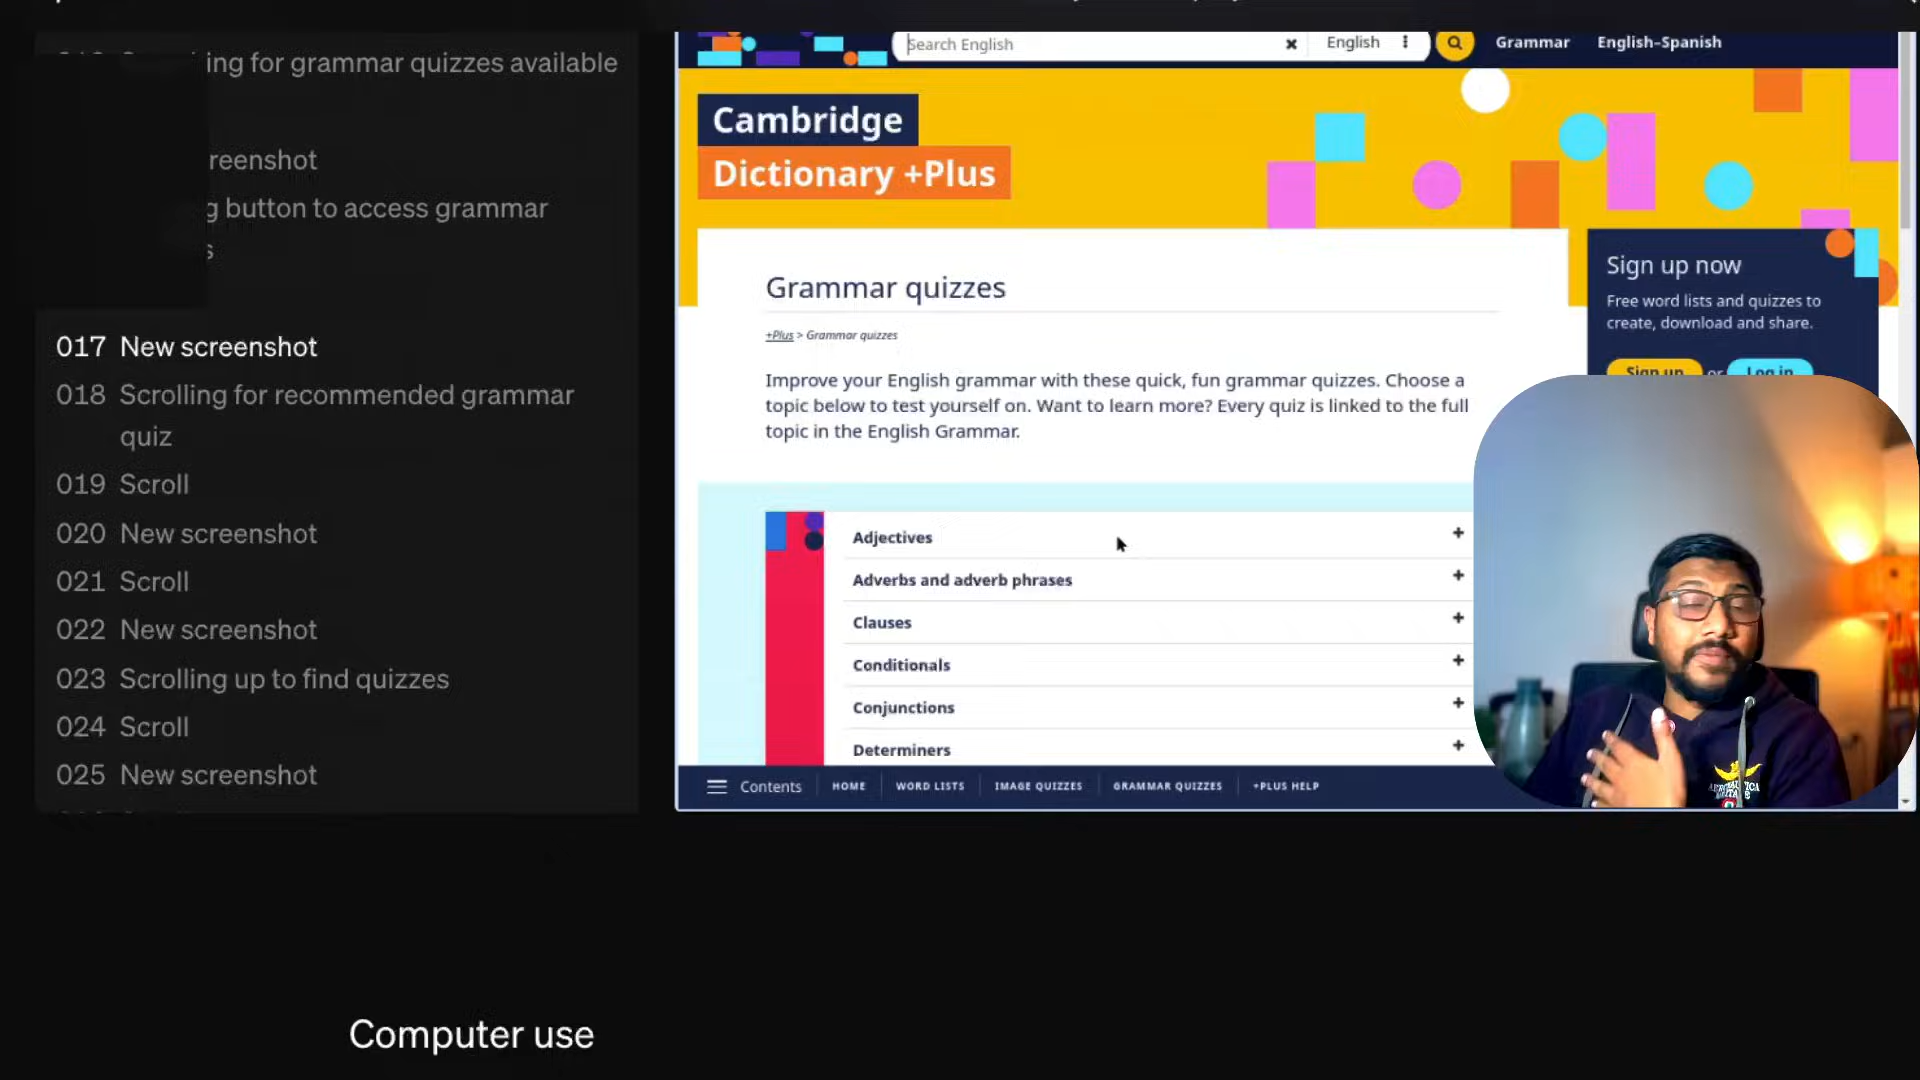 ing for grammar quizzes available
reenshot
g button to access grammar
s
017 New screenshot
018 Scrolling for recommended grammar
quiz
019 Scroll
020 New screenshot
021 Scroll
022 New screenshot
023 Scrolling up to find quizzes
024 Scroll
025 New screenshot
Search English
English
Grammar
English–Spanish
Cambridge
Dictionary +Plus
Grammar quizzes
+Plus > Grammar quizzes
Improve your English grammar with these quick, fun grammar quizzes. Choose a
topic below to test yourself on. Want to learn more? Every quiz is linked to the full
topic in the English Grammar.
Sign up now
Free word lists and quizzes to
create, download and share.
Sign up or Log in
Adjectives
Adverbs and adverb phrases
Clauses
Conditionals
Conjunctions
Determiners
Contents HOME WORD LISTS IMAGE QUIZZES GRAMMAR QUIZZES +PLUS HELP
Computer use